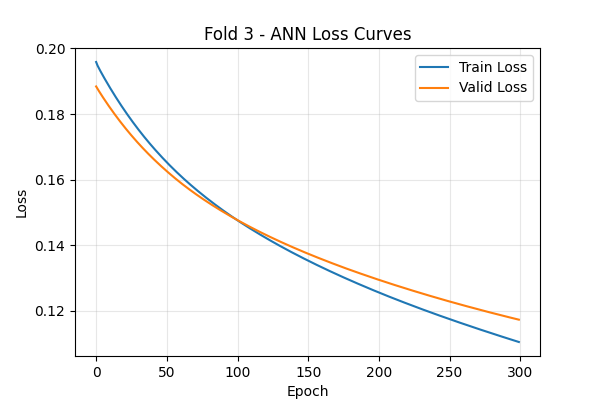 Fold 3 - ANN Loss Curves
0.20
0.18
0.16
0.14
0.12
Loss
Train Loss
Valid Loss
0 50 100 150 200 250 300
Epoch